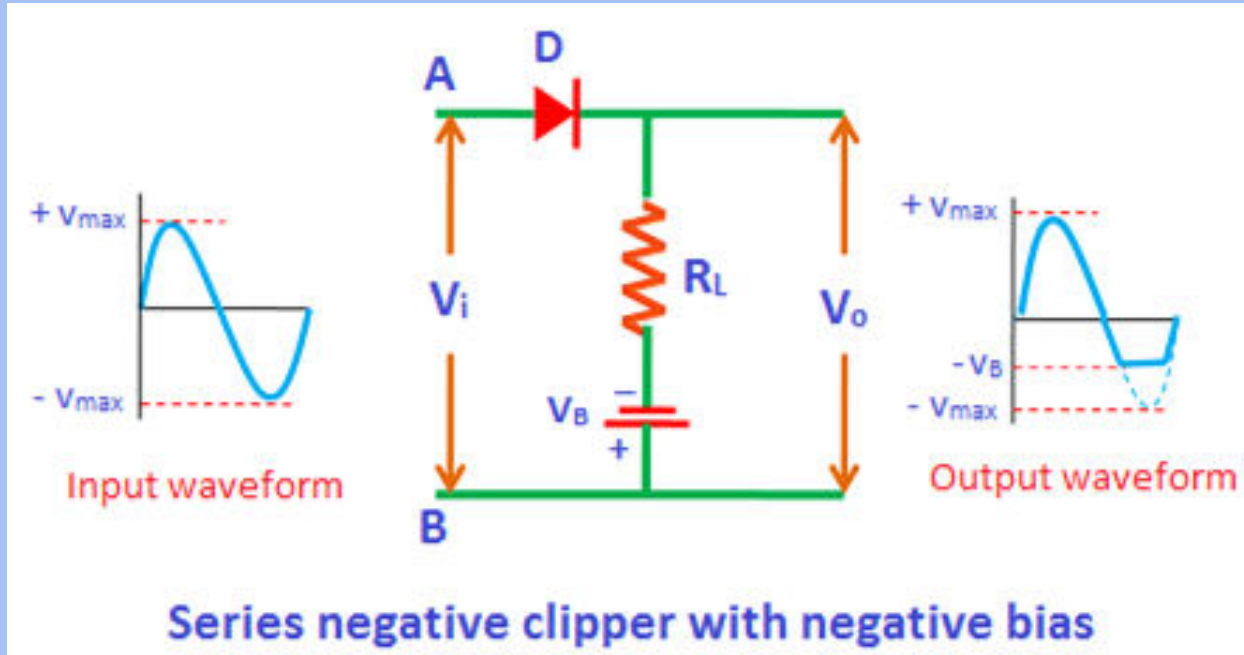 D
A
+ Vmax
- Vmax
Input waveform
Vi
RL
VB
–
+
B
Vo
+ Vmax
- VB
- Vmax
Output waveform
Series negative clipper with negative bias